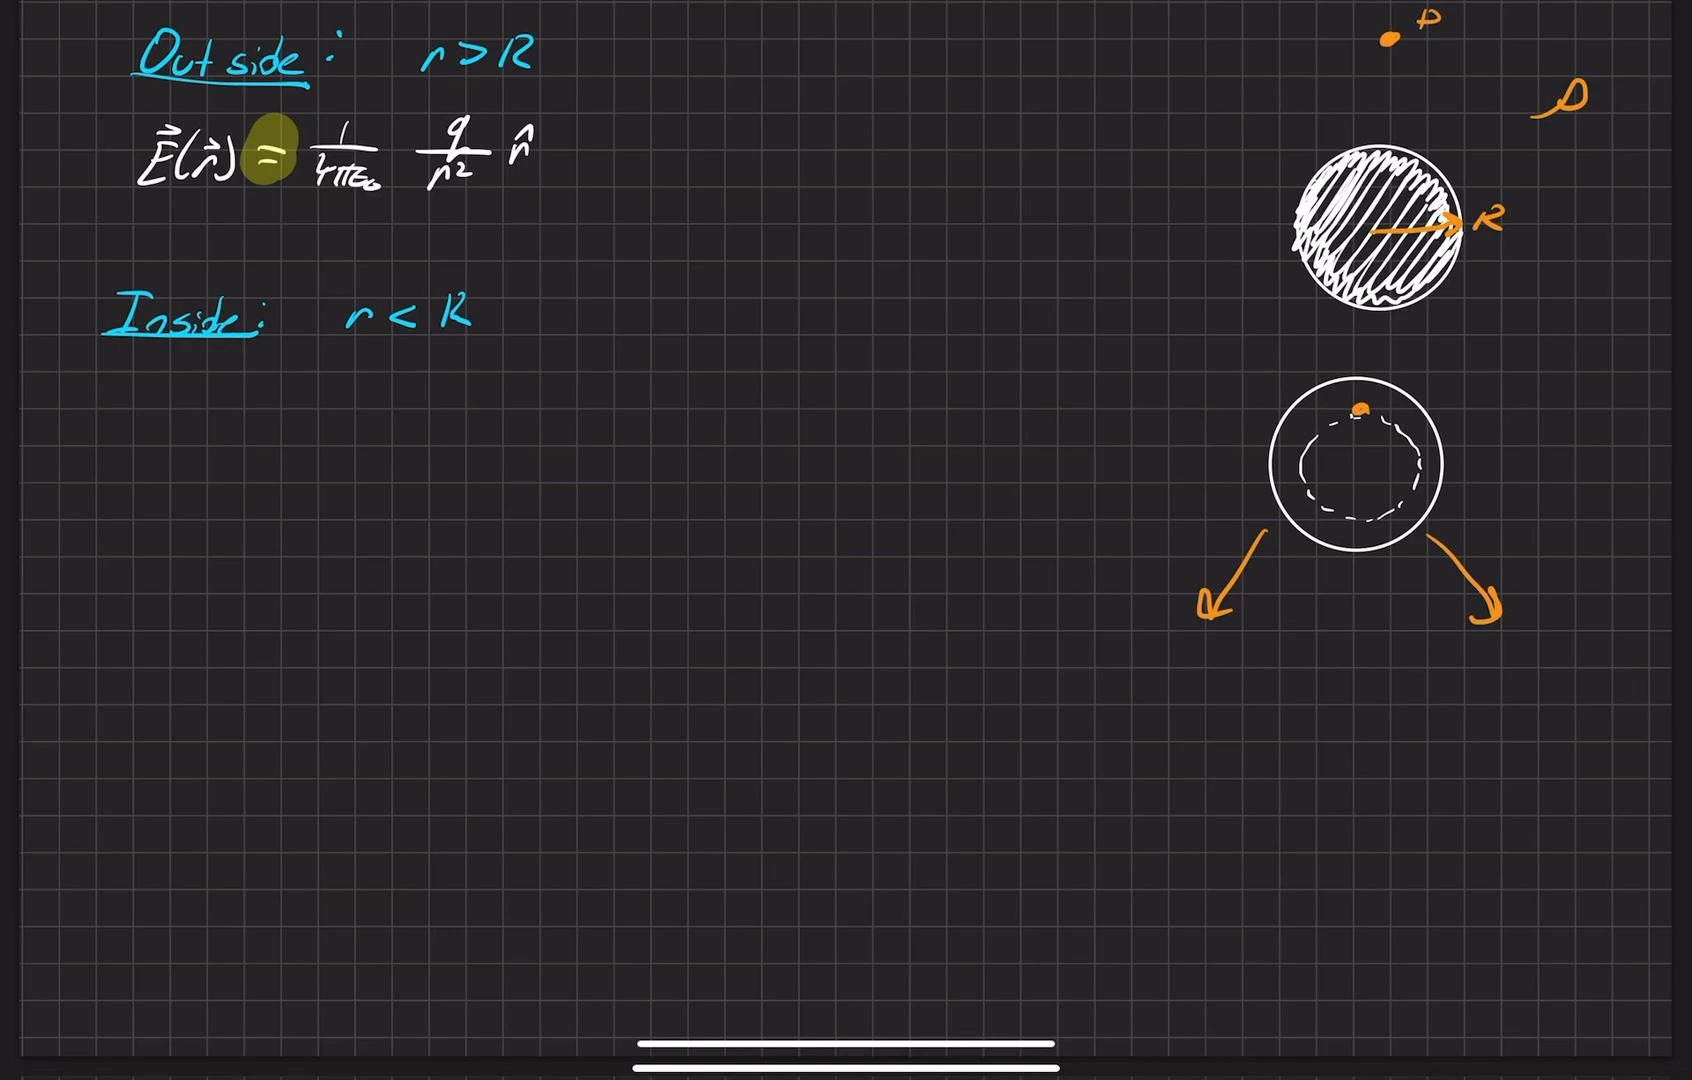 Outside: r > R
P
ρ
E⃗(r⃗) = 1/4πε₀ q/r² r̂
R
Inside: r < R